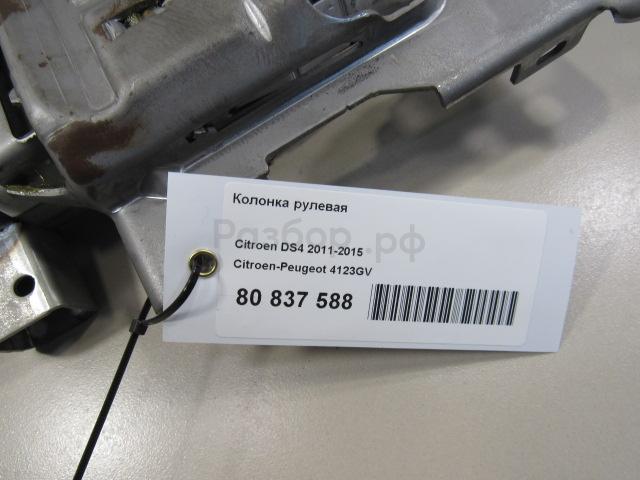 Колонка рулевая
Разбор.рф
Citroen DS4 2011-2015
Citroen-Peugeot 4123GV
80 837 588